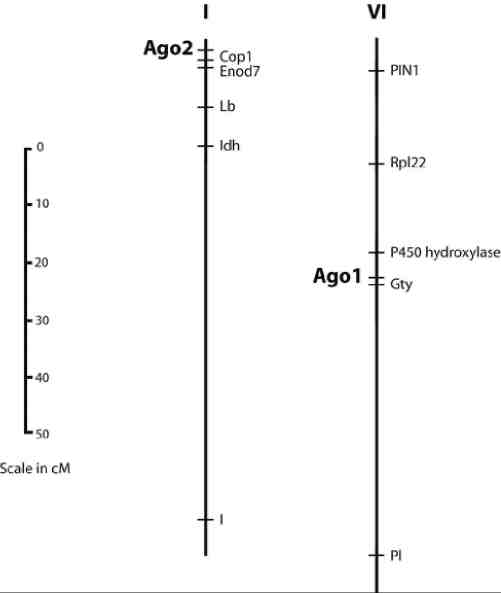 I
VI
Ago2
Cop1
Enod7
PIN1
Lb
Idh
0
Rpl22
10
P450 hydroxylase
20
Ago1
Gty
30
40
50
Scale in cM
I
PI